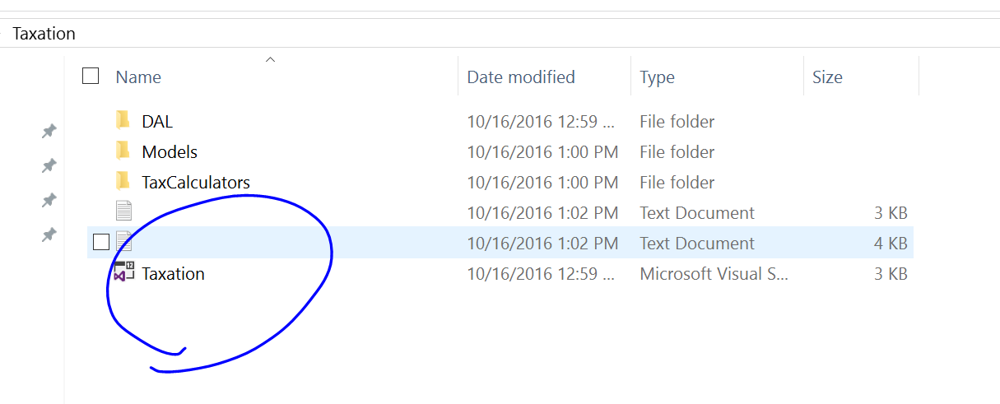 Taxation
Name Date modified Type Size
DAL 10/16/2016 12:59 ... File folder
Models 10/16/2016 1:00 PM File folder
TaxCalculators 10/16/2016 1:00 PM File folder
10/16/2016 1:02 PM Text Document 3 KB
10/16/2016 1:02 PM Text Document 4 KB
Taxation 10/16/2016 12:59 ... Microsoft Visual S... 3 KB